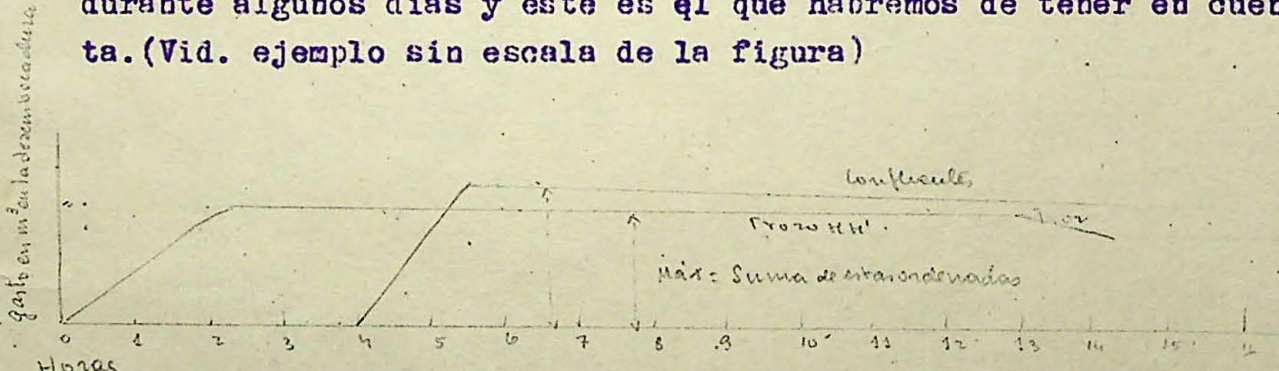 durante algunos días y este es el que habremos de tener en cuen
ta.(Vid. ejemplo sin escala de la figura)
gasto en m³ en la desembocadura
Confluentes
Trozo HH'.
Máx = Suma de estas ordenadas
0 1 2 3 4 5 6 7 8 9 10 11 12 13 14 15
Horas